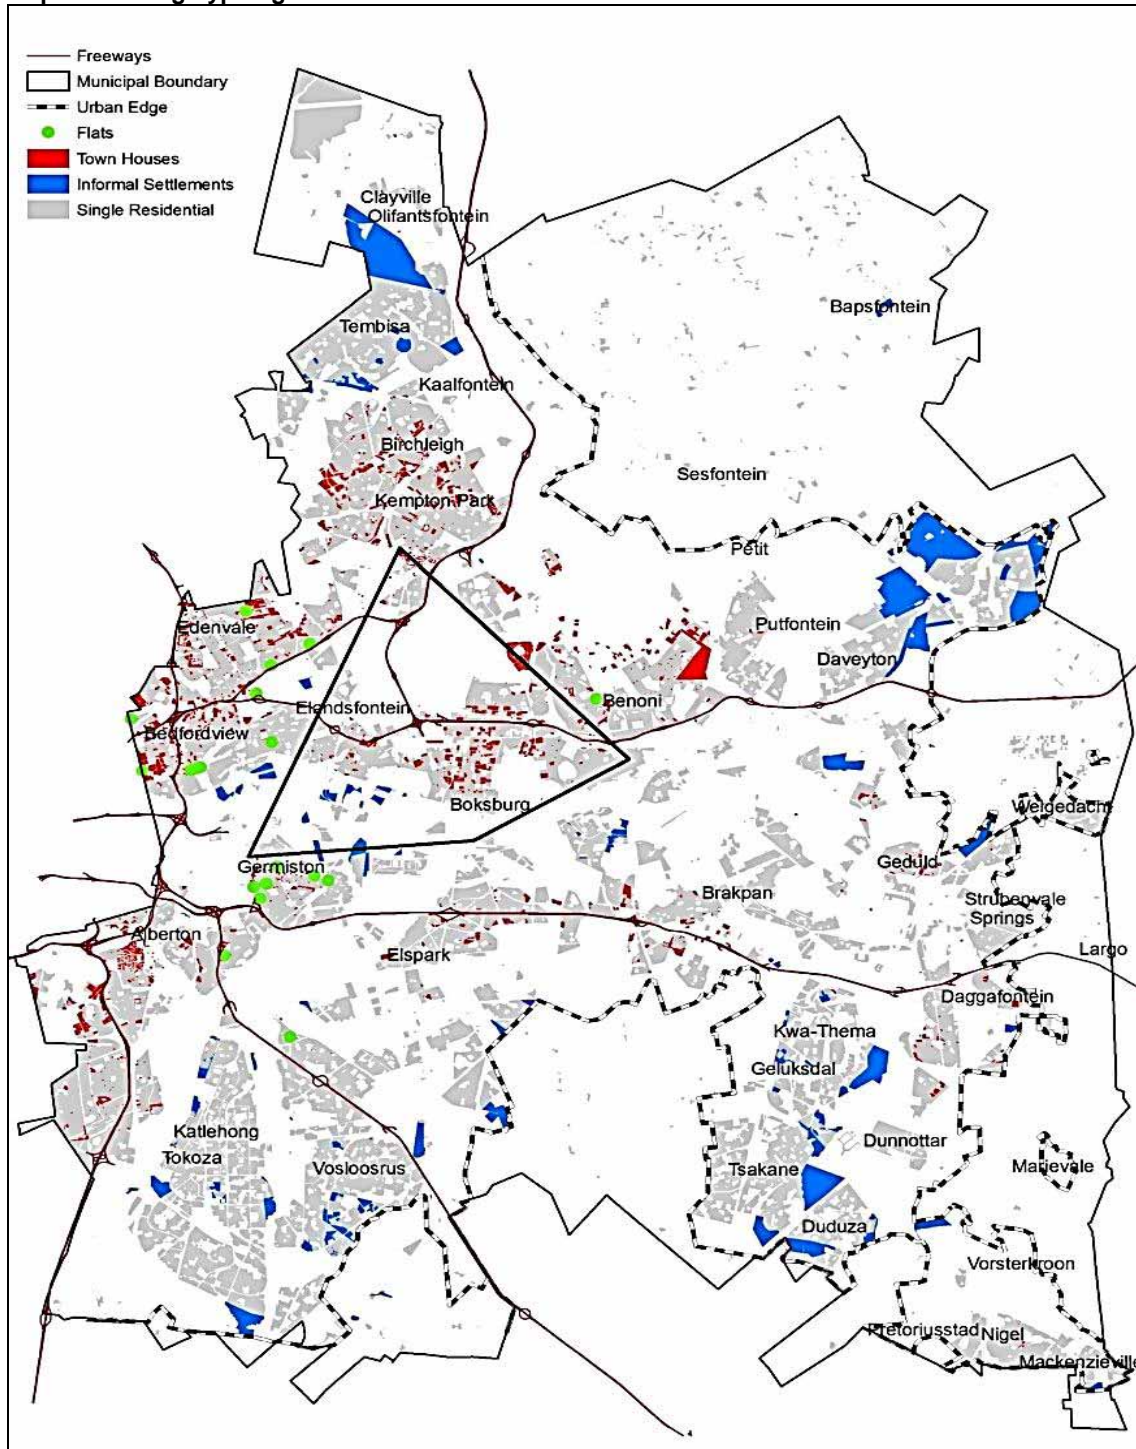 Freeways
Municipal Boundary
Urban Edge
Flats
Town Houses
Informal Settlements
Single Residential
Clayville
Olifantsfontein
Bapsfontein
Tembisa
Kaalfontein
Birchleigh
Sesfontein
Kempton Park
Petit
Edenvale
Putfontein
Daveyton
Elandsfontein
Benoni
Bedfordview
Boksburg
Welgedacht
Germiston
Geduld
Brakpan
Strubenvale
Springs
Alberton
Elspark
Largo
Daggafontein
Kwa-Thema
Geluksdal
Katlehong
Dunnottar
Tokoza
Vosloosrus
Tsakane
Marievale
Duduza
Vorsterkroon
Pretoriusstad
Nigel
Mackenzieville